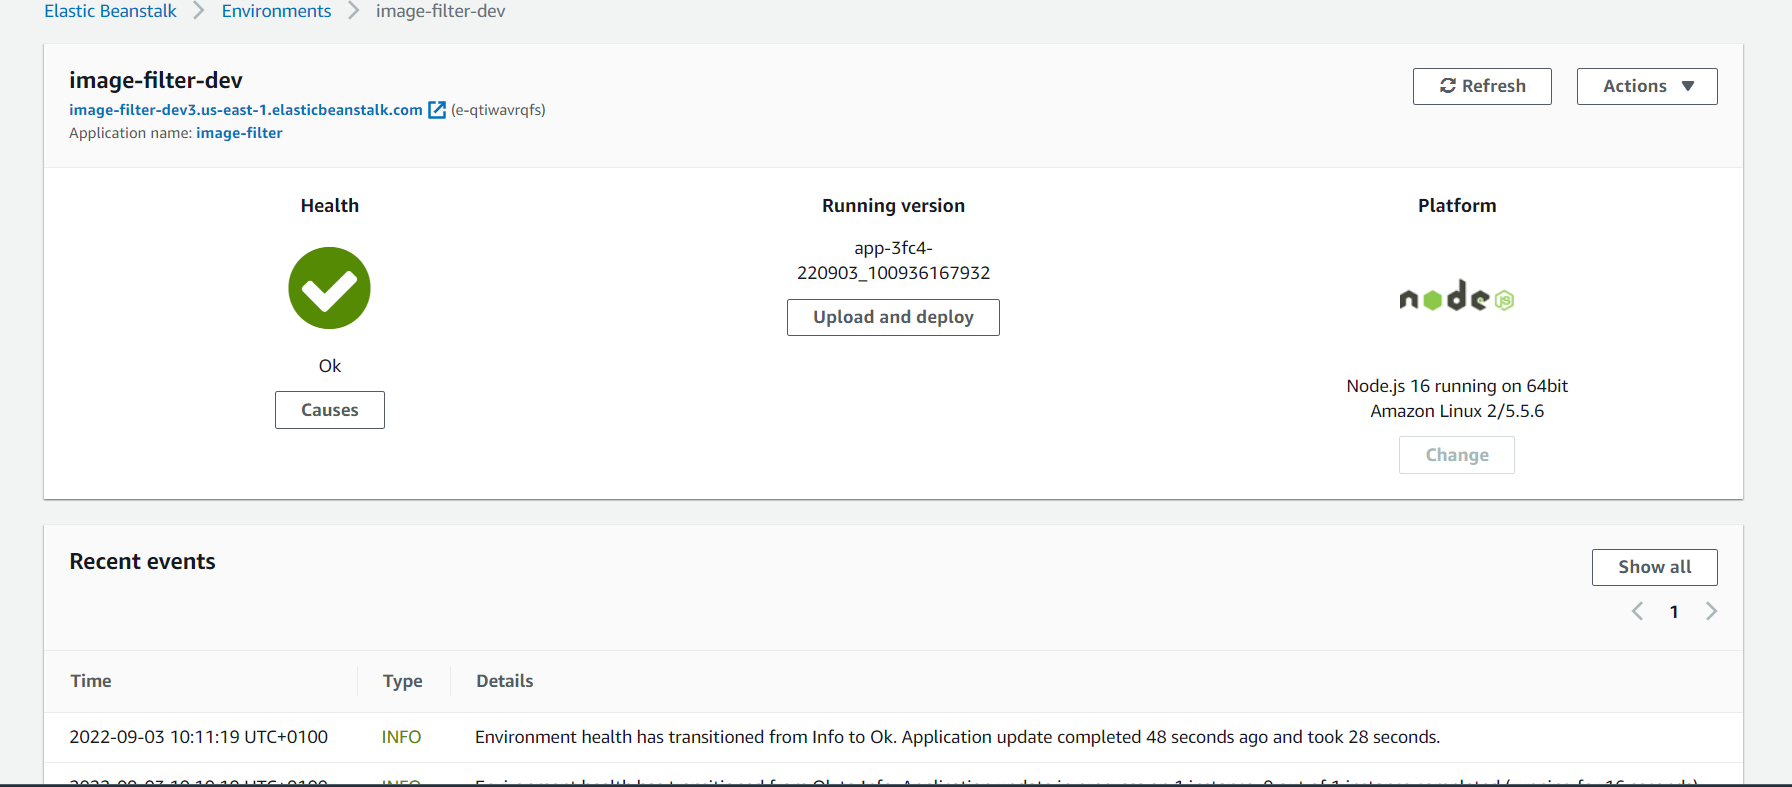 Elastic Beanstalk > Environments > image-filter-dev
image-filter-dev
Refresh
Actions
image-filter-dev3.us-east-1.elasticbeanstalk.com (e-qtiwavrqfs)
Application name: image-filter
Health
Running version
Platform
app-3fc4-
220903_100936167932
Upload and deploy
node JS
Ok
Causes
Node.js 16 running on 64bit
Amazon Linux 2/5.5.6
Change
Recent events
Show all
1
Time Type Details
2022-09-03 10:11:19 UTC+0100 INFO Environment health has transitioned from Info to Ok. Application update completed 48 seconds ago and took 28 seconds.